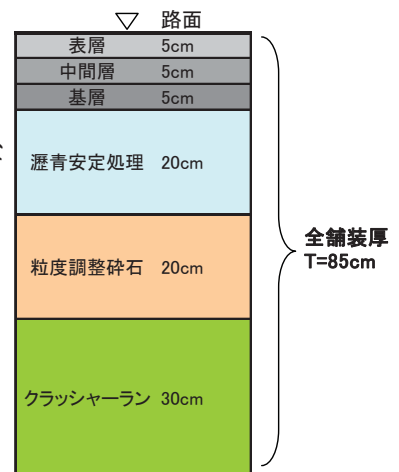 ▽ 路面
表層 5cm
中間層 5cm
基層 5cm
瀝青安定処理 20cm
粒度調整砕石 20cm
クラッシャーラン 30cm
全舗装厚
T=85cm